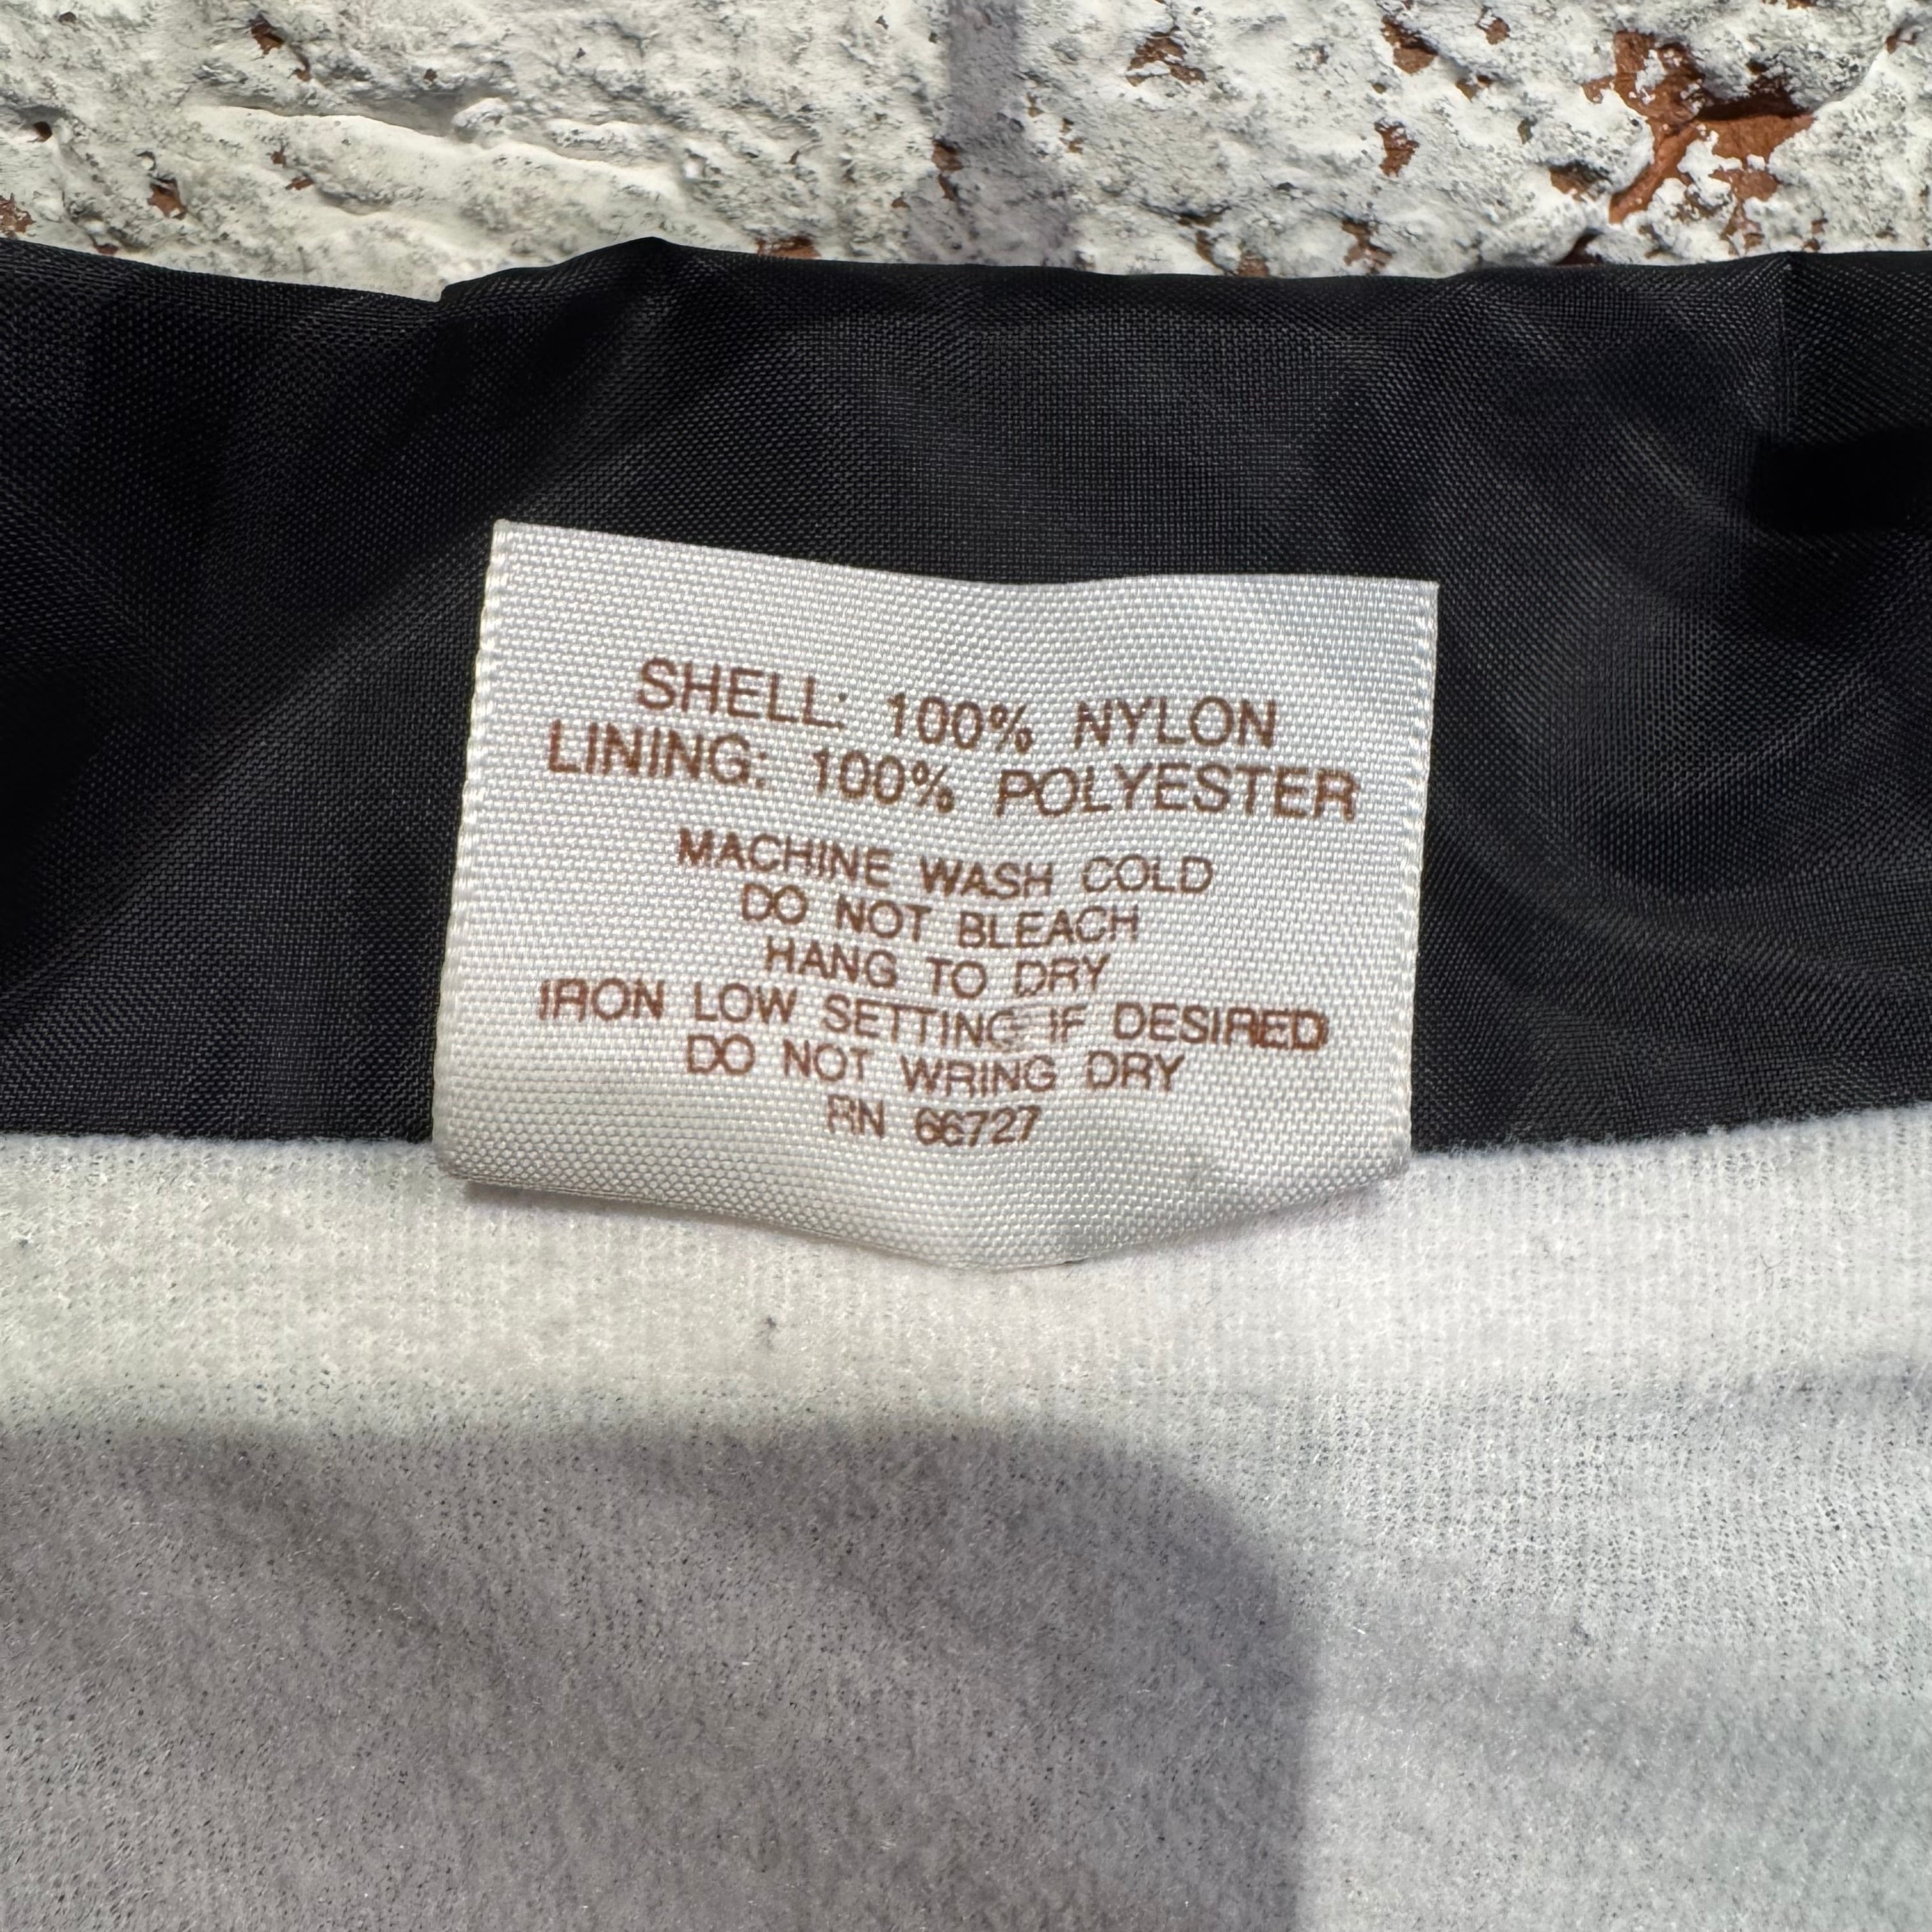 SHELL: 100% NYLON
LINING: 100% POLYESTER
MACHINE WASH COLD
DO NOT BLEACH
HANG TO DRY
IRON LOW SETTING IF DESIRED
DO NOT WRING DRY
RN 66727